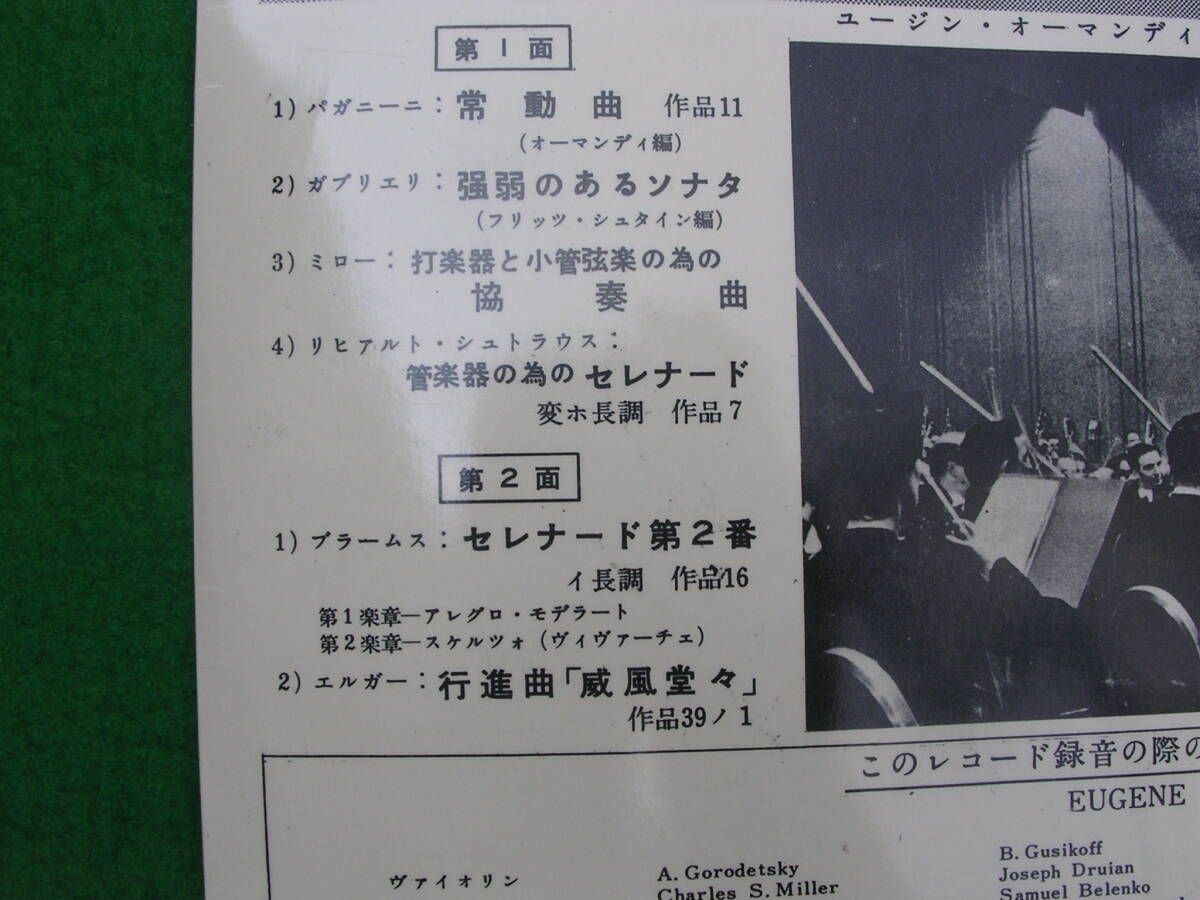 第1面
1) パガニーニ：常動曲 作品11
(オーマンディ編)
2) ガブリエリ：强弱のあるソナタ
(フリッツ・シュタイン編)
3) ミロー：打楽器と小管弦楽の為の
協奏曲
4) リヒアルト・シュトラウス：
管楽器の為のセレナード
変ホ長調 作品7
第2面
1) ブラームス：セレナード第2番
イ長調 作品16
第1楽章—アレグロ・モデラート
第2楽章—スケルツォ (ヴィヴァーチェ)
2) エルガー：行進曲「威風堂々」
作品39ノ1
ユージン・オーマンディ
このレコード録音の際の
EUGENE
ヴァイオリン
A. Gorodetsky
Charles S. Miller
B. Gusikoff
Joseph Druian
Samuel Belenko